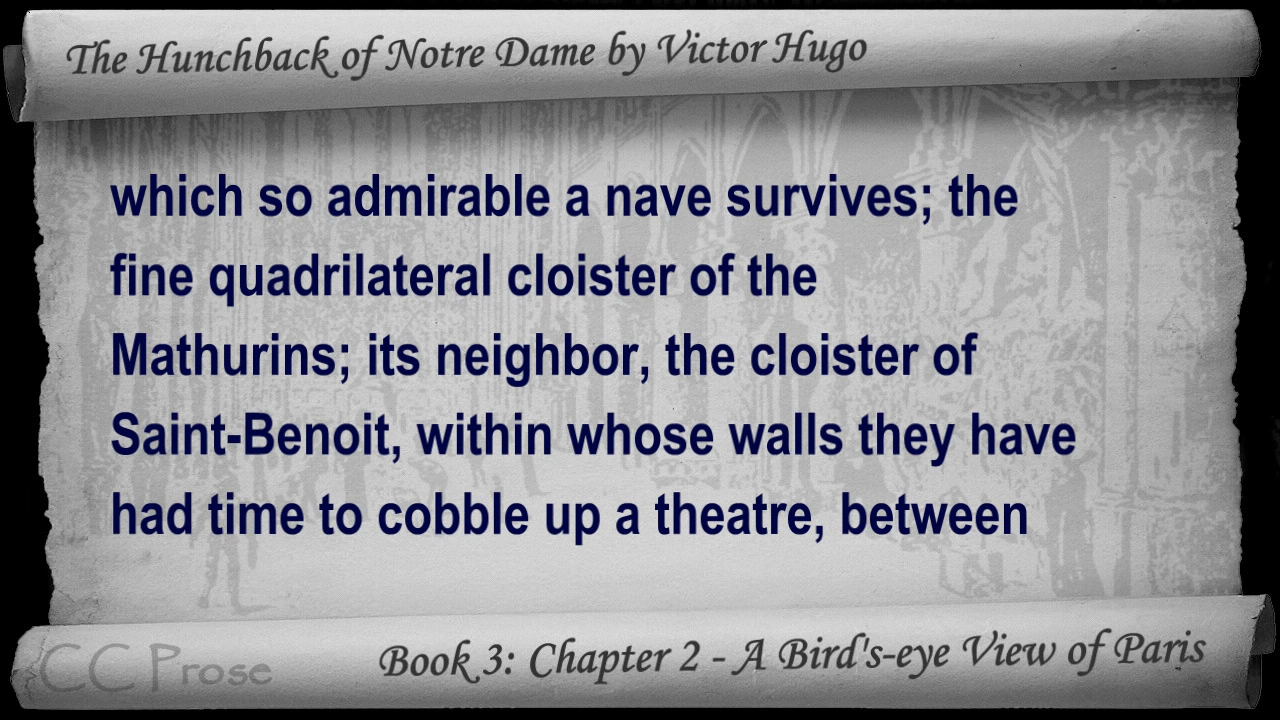 The Hunchback of Notre Dame by Victor Hugo
which so admirable a nave survives; the
fine quadrilateral cloister of the
Mathurins; its neighbor, the cloister of
Saint-Benoit, within whose walls they have
had time to cobble up a theatre, between
CC Prose
Book 3: Chapter 2 - A Bird's-eye View of Paris